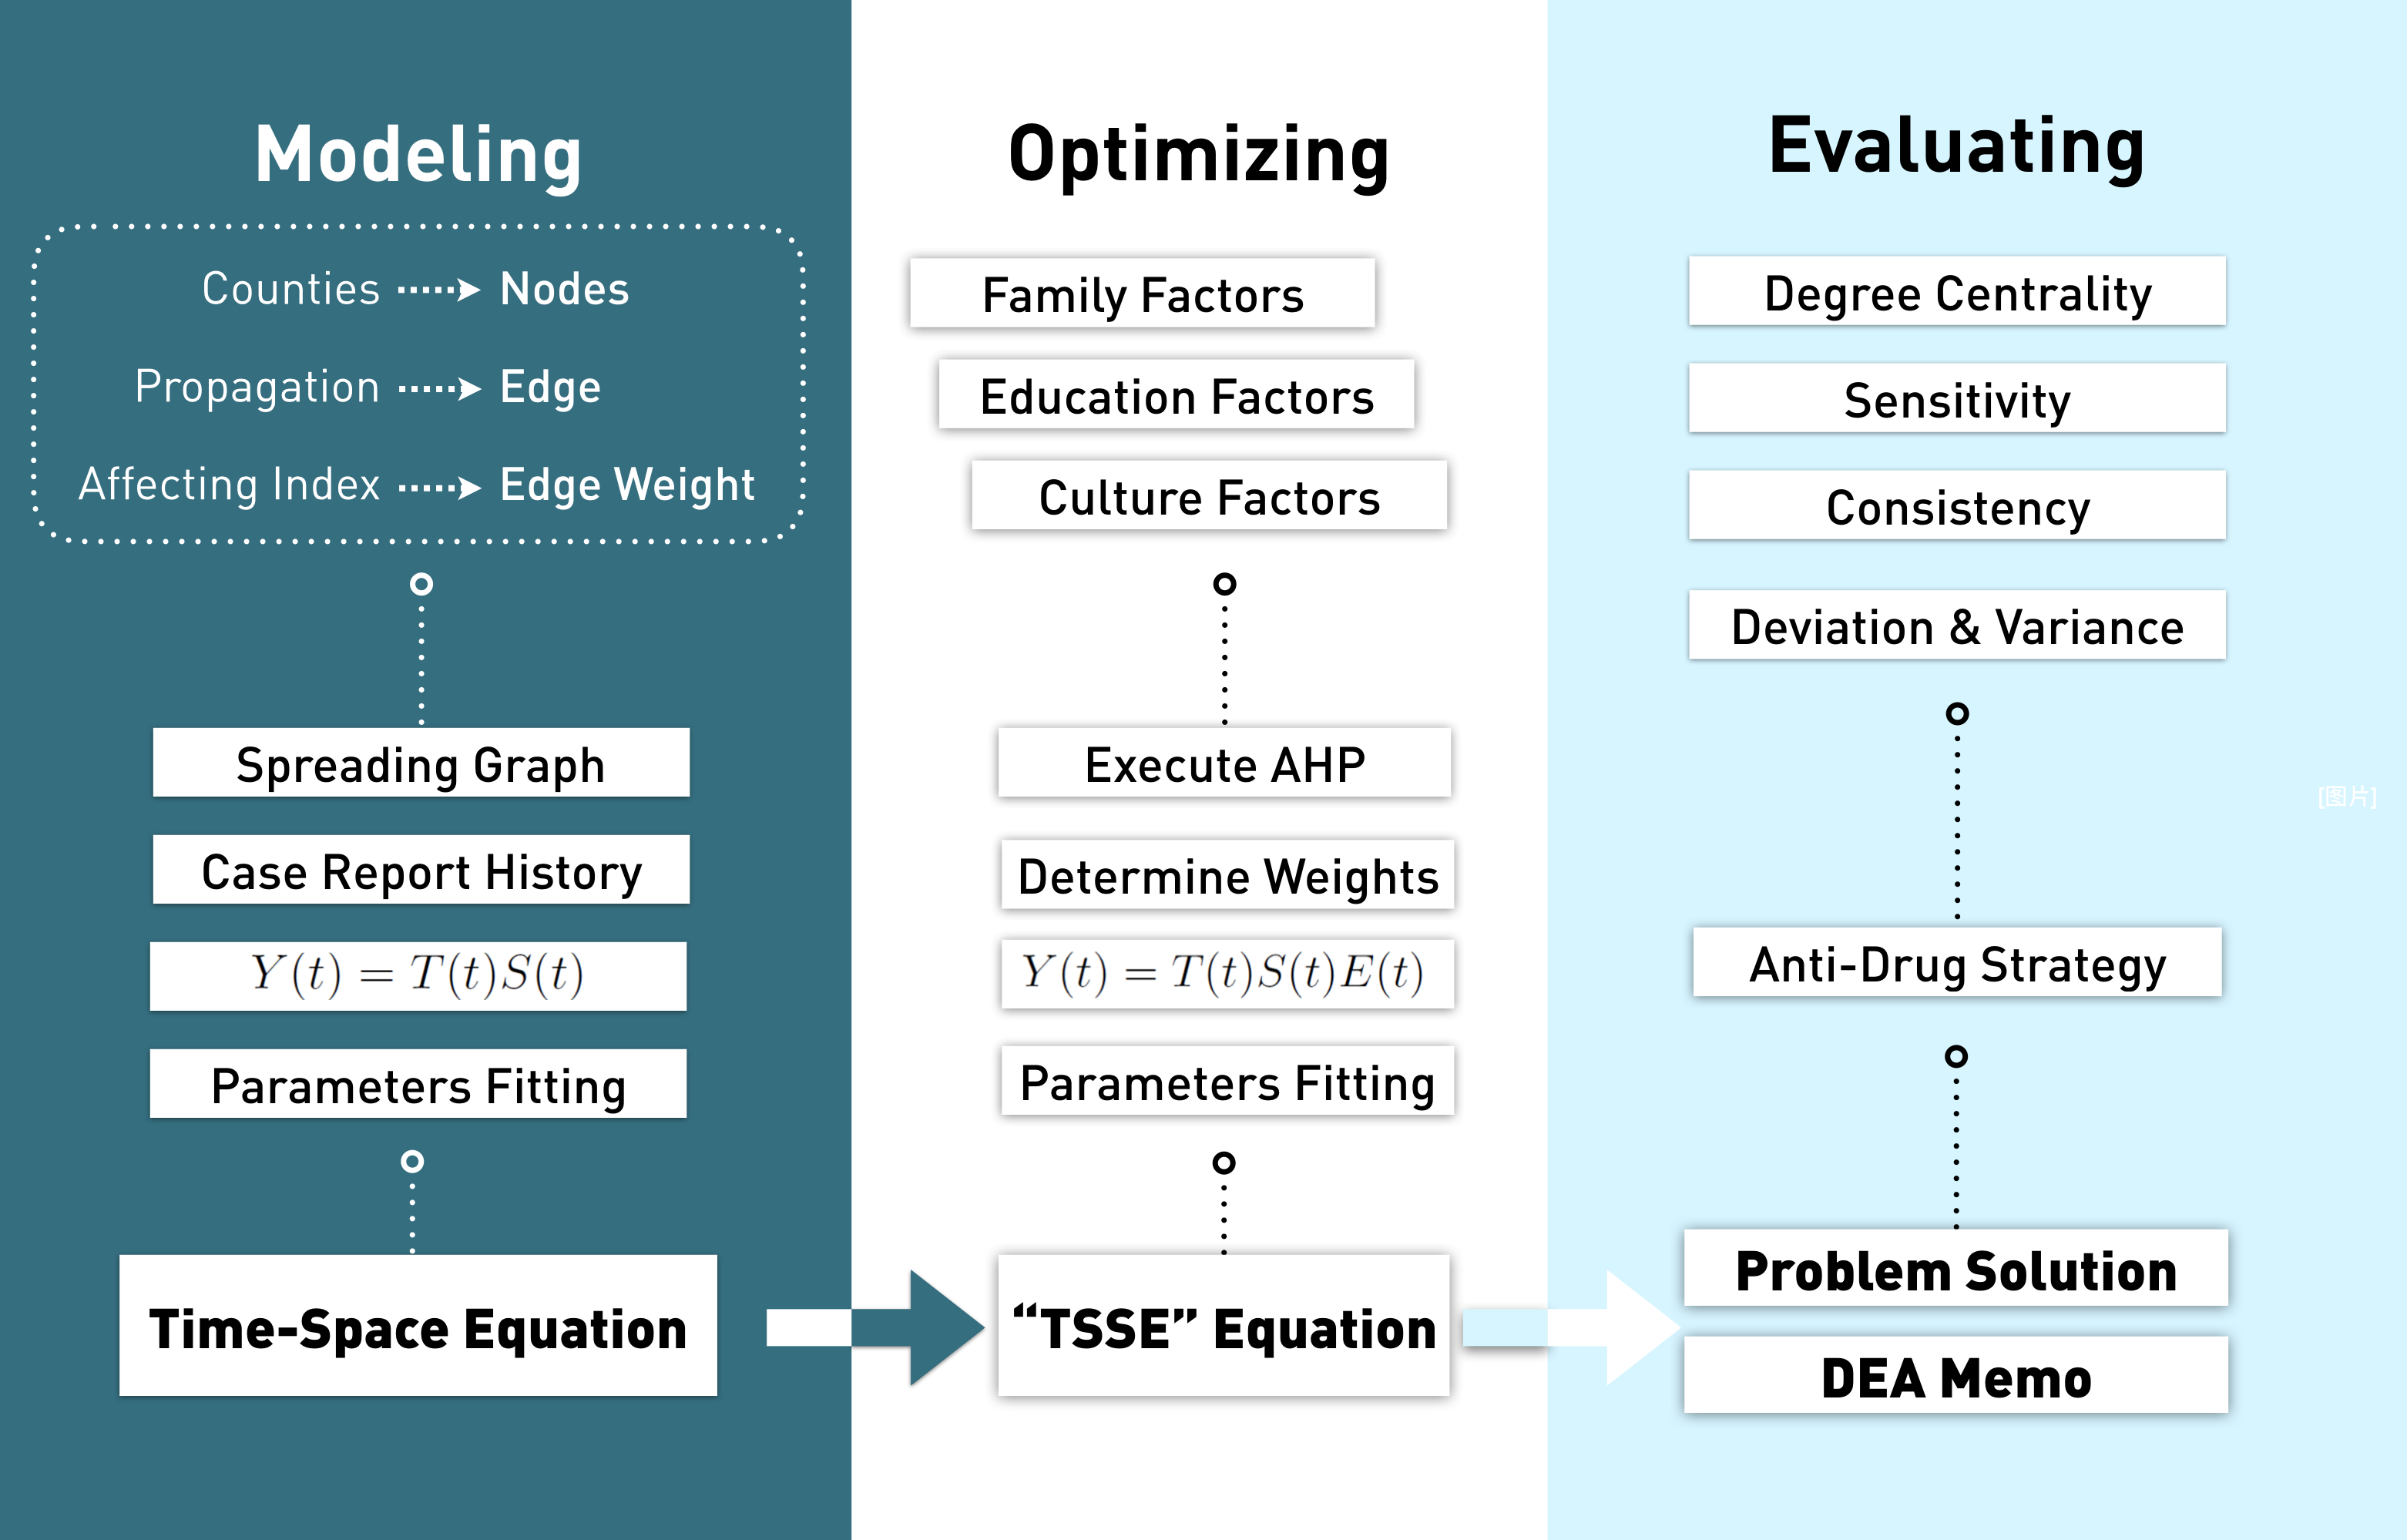 Modeling
Counties Nodes
Propagation Edge
Affecting Index Edge Weight
Spreading Graph
Case Report History
Y(t) = T(t)S(t)
Parameters Fitting
Time-Space Equation
Optimizing
Family Factors
Education Factors
Culture Factors
Execute AHP
Determine Weights
Y(t) = T(t)S(t)E(t)
Parameters Fitting
“TSSE” Equation
Evaluating
Degree Centrality
Sensitivity
Consistency
Deviation & Variance
[图片]
Anti-Drug Strategy
Problem Solution
DEA Memo